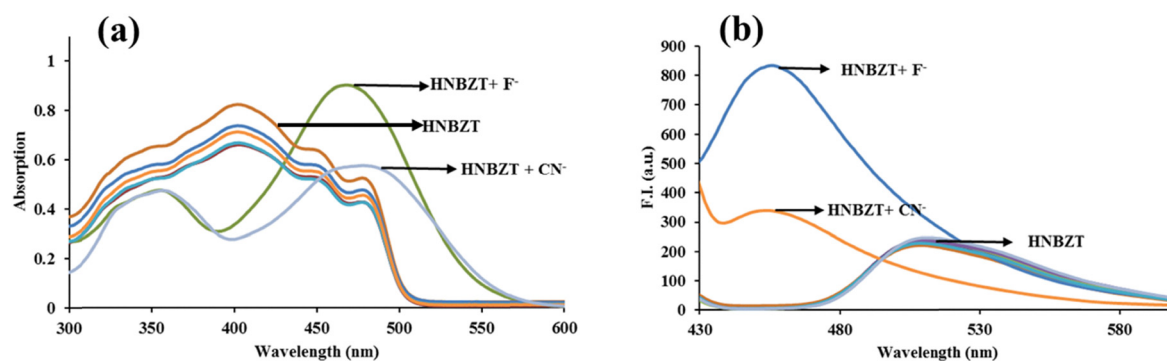 (a)
1
0.8
0.6
0.4
0.2
0
Absorption
300 350 400 450 500 550 600
Wavelength (nm)
HNBZT+ F-
HNBZT
HNBZT + CN-
(b)
900
800
700
600
500
400
300
200
100
0
F.I. (a.u.)
430 480 530 580
Wavelength (nm)
HNBZT+ F-
HNBZT+ CN-
HNBZT